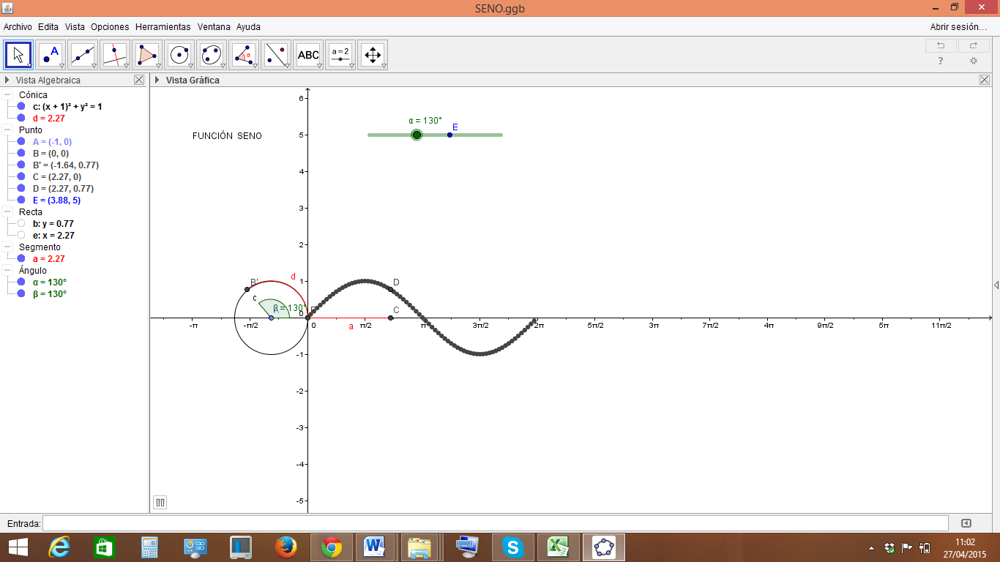 SENO.ggb
Archivo Edita Vista Opciones Herramientas Ventana Ayuda Abrir sesión...
A α ABC a=2 ?
Vista Algebraica
Vista Gráfica
Cónica
c: (x + 1)² + y² = 1
d = 2.27
Punto
A = (-1, 0)
B = (0, 0)
B' = (-1.64, 0.77)
C = (2.27, 0)
D = (2.27, 0.77)
E = (3.88, 5)
Recta
b: y = 0.77
e: x = 2.27
Segmento
a = 2.27
Ángulo
α = 130°
β = 130°
FUNCIÓN SENO
α = 130°
E
6
5
4
3
2
1
0
-1
-2
-3
-4
-5
B' d D
c β = 130° A B C
a
-π -π/2 0 π/2 π 3π/2 2π 5π/2 3π 7π/2 4π 9π/2 5π 11π/2
Entrada:
11:02
27/04/2015